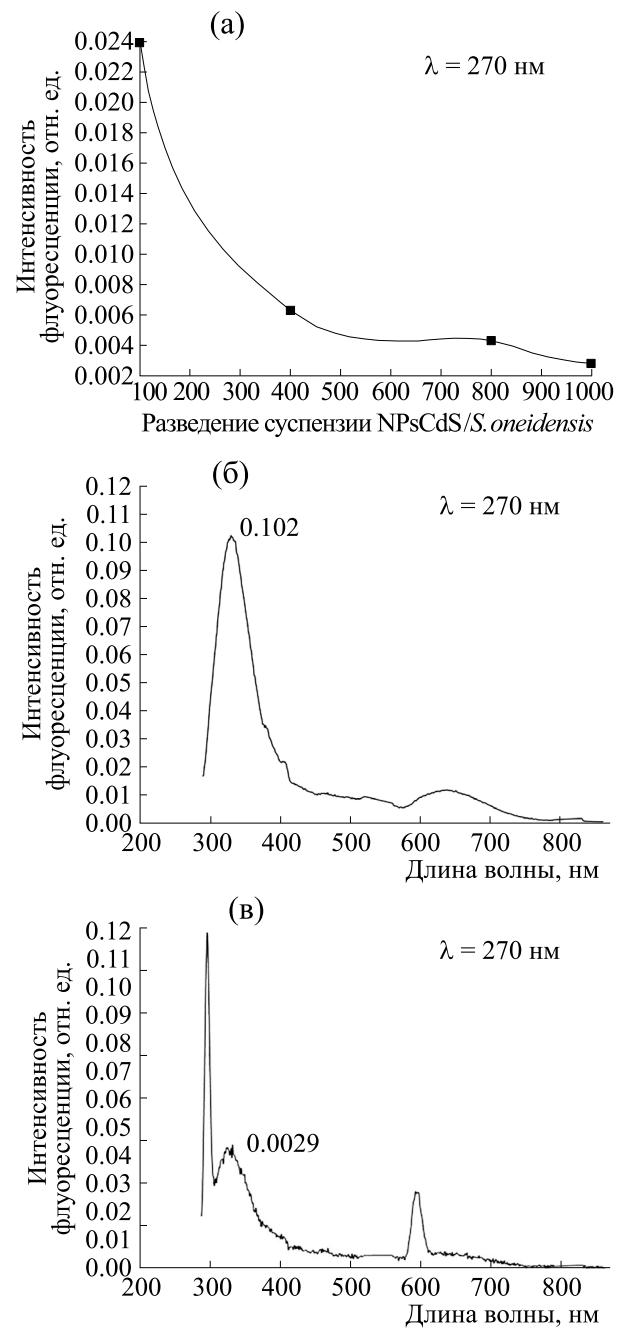 (а)
λ = 270 нм
Интенсивность
флуоресценции, отн. ед.
0.024
0.022
0.020
0.018
0.016
0.014
0.012
0.010
0.008
0.006
0.004
0.002
100 200 300 400 500 600 700 800 900 1000
Разведение суспензии NPsCdS/S. oneidensis
(б)
λ = 270 нм
0.102
Интенсивность
флуоресценции, отн. ед.
0.12
0.11
0.10
0.09
0.08
0.07
0.06
0.05
0.04
0.03
0.02
0.01
0.00
200 300 400 500 600 700 800
Длина волны, нм
(в)
λ = 270 нм
0.0029
Интенсивность
флуоресценции, отн. ед.
0.12
0.11
0.10
0.09
0.08
0.07
0.06
0.05
0.04
0.03
0.02
0.01
0.00
200 300 400 500 600 700 800
Длина волны, нм